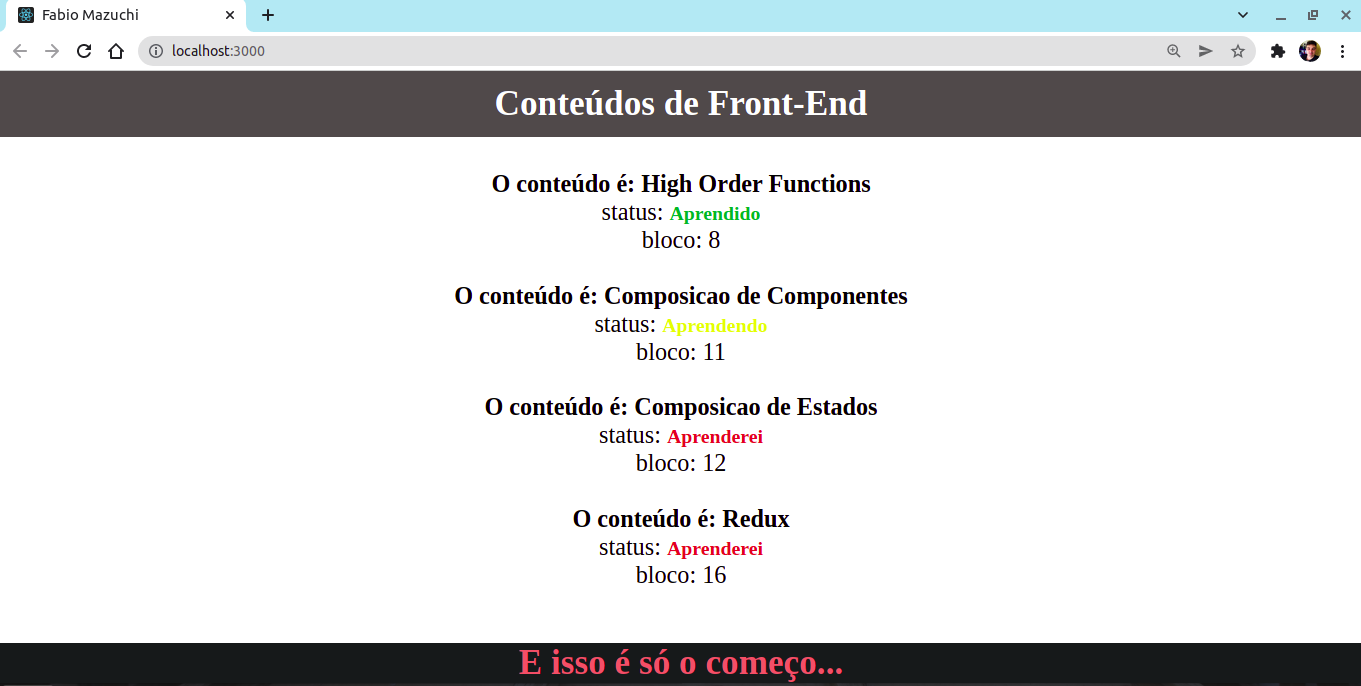 Fabio Mazuchi
localhost:3000
Conteúdos de Front-End
O conteúdo é: High Order Functions
status: Aprendido
bloco: 8
O conteúdo é: Composicao de Componentes
status: Aprendendo
bloco: 11
O conteúdo é: Composicao de Estados
status: Aprenderei
bloco: 12
O conteúdo é: Redux
status: Aprenderei
bloco: 16
E isso é só o começo...